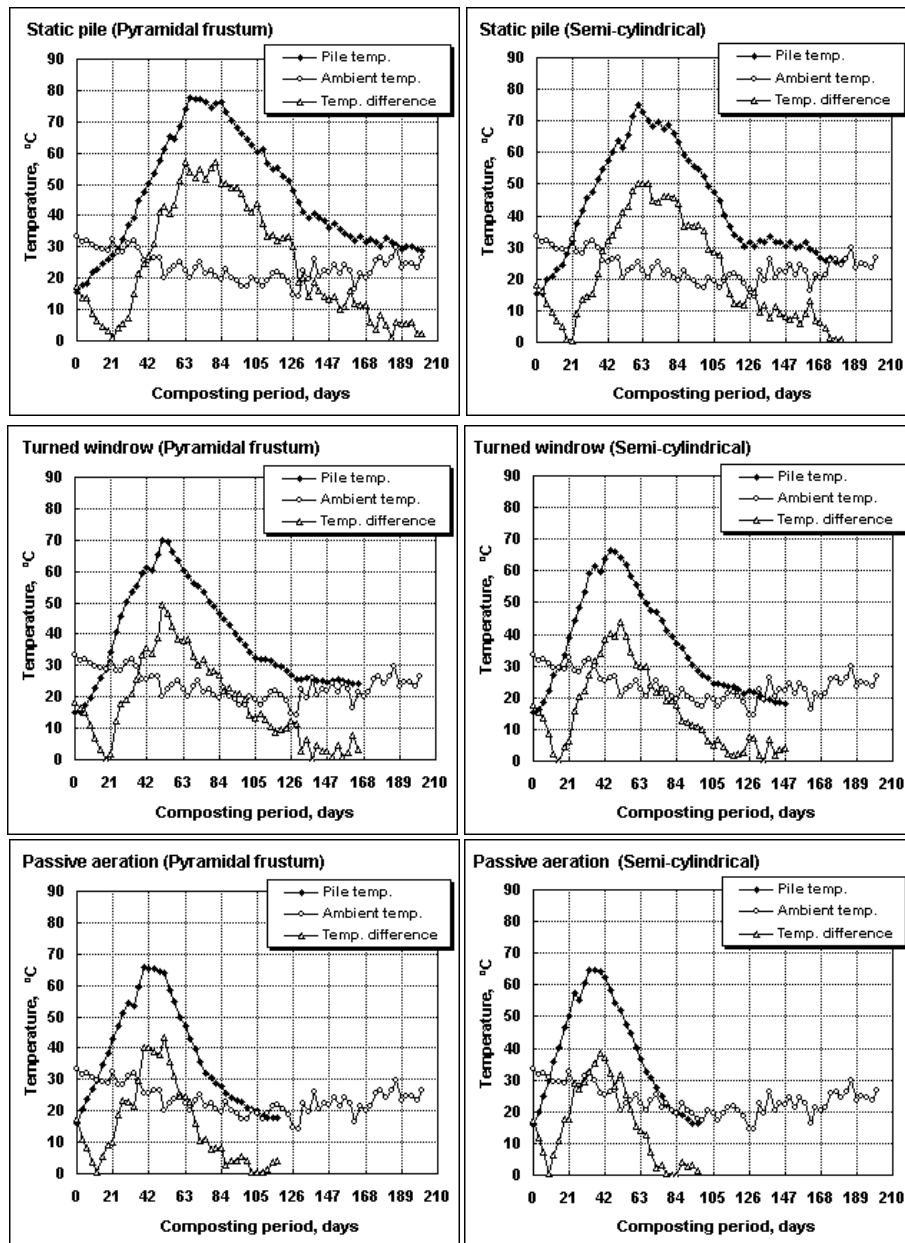 Static pile (Pyramidal frustum)
Pile temp.
Ambient temp.
Temp. difference
Temperature, ºC
90
80
70
60
50
40
30
20
10
0
0 21 42 63 84 105 126 147 168 189 210
Composting period, days
Static pile (Semi-cylindrical)
Pile temp.
Ambient temp.
Temp. difference
Temperature, ºC
90
80
70
60
50
40
30
20
10
0
0 21 42 63 84 105 126 147 168 189 210
Composting period, days
Turned windrow (Pyramidal frustum)
Pile temp.
Ambient temp.
Temp. difference
Temperature, ºC
90
80
70
60
50
40
30
20
10
0
0 21 42 63 84 105 126 147 168 189 210
Composting period, days
Turned windrow (Semi-cylindrical)
Pile temp.
Ambient temp.
Temp. difference
Temperature, ºC
90
80
70
60
50
40
30
20
10
0
0 21 42 63 84 105 126 147 168 189 210
Composting period, days
Passive aeration (Pyramidal frustum)
Pile temp.
Ambient temp.
Temp. difference
Temperature, ºC
90
80
70
60
50
40
30
20
10
0
0 21 42 63 84 105 126 147 168 189 210
Composting period, days
Passive aeration (Semi-cylindrical)
Pile temp.
Ambient temp.
Temp. difference
Temperature, ºC
90
80
70
60
50
40
30
20
10
0
0 21 42 63 84 105 126 147 168 189 210
Composting period, days